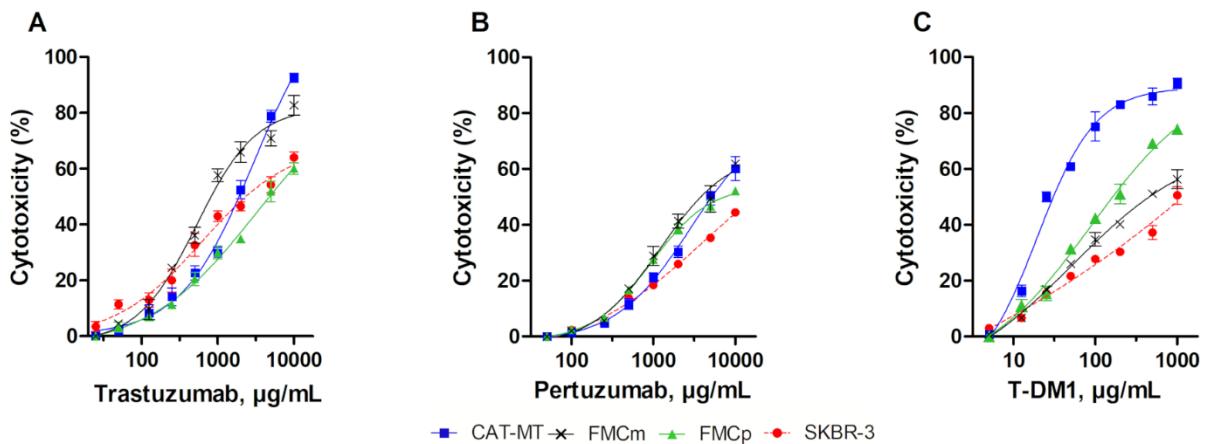 A
B
C
Cytotoxicity (%)
100
80
60
40
20
0
100
1000
10000
Trastuzumab, µg/mL
Cytotoxicity (%)
100
80
60
40
20
0
100
1000
10000
Pertuzumab, µg/mL
Cytotoxicity (%)
100
80
60
40
20
0
10
100
1000
T-DM1, µg/mL
CAT-MT FMCm FMCp SKBR-3